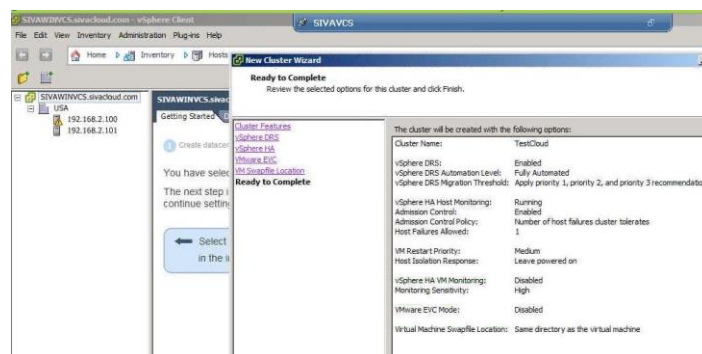 SIVAWINVCS.sivacloud.com - vSphere Client
SIVAVCS
File Edit View Inventory Administration Plug-ins Help
Home
Inventory
Hosts
New Cluster Wizard
Ready to Complete
Review the selected options for this cluster and click Finish.
SIVAWINVCS.sivacloud.com
USA
192.168.2.100
192.168.2.101
SIVAWINVCS.sivac
Getting Started
Create datacen
You have selec
The next step i
continue settin
Select
in the i
Cluster Features
vSphere DRS
vSphere HA
VMware EVC
VM Swapfile Location
Ready to Complete
The cluster will be created with the following options:
Cluster Name: TestCloud
vSphere DRS: Enabled
vSphere DRS Automation Level: Fully Automated
vSphere DRS Migration Threshold: Apply priority 1, priority 2, and priority 3 recommendatio
vSphere HA Host Monitoring: Running
Admission Control: Enabled
Admission Control Policy: Number of host failures cluster tolerates
Host Failures Allowed: 1
VM Restart Priority: Medium
Host Isolation Response: Leave powered on
vSphere HA VM Monitoring: Disabled
Monitoring Sensitivity: High
VMware EVC Mode: Disabled
Virtual Machine Swapfile Location: Same directory as the virtual machine